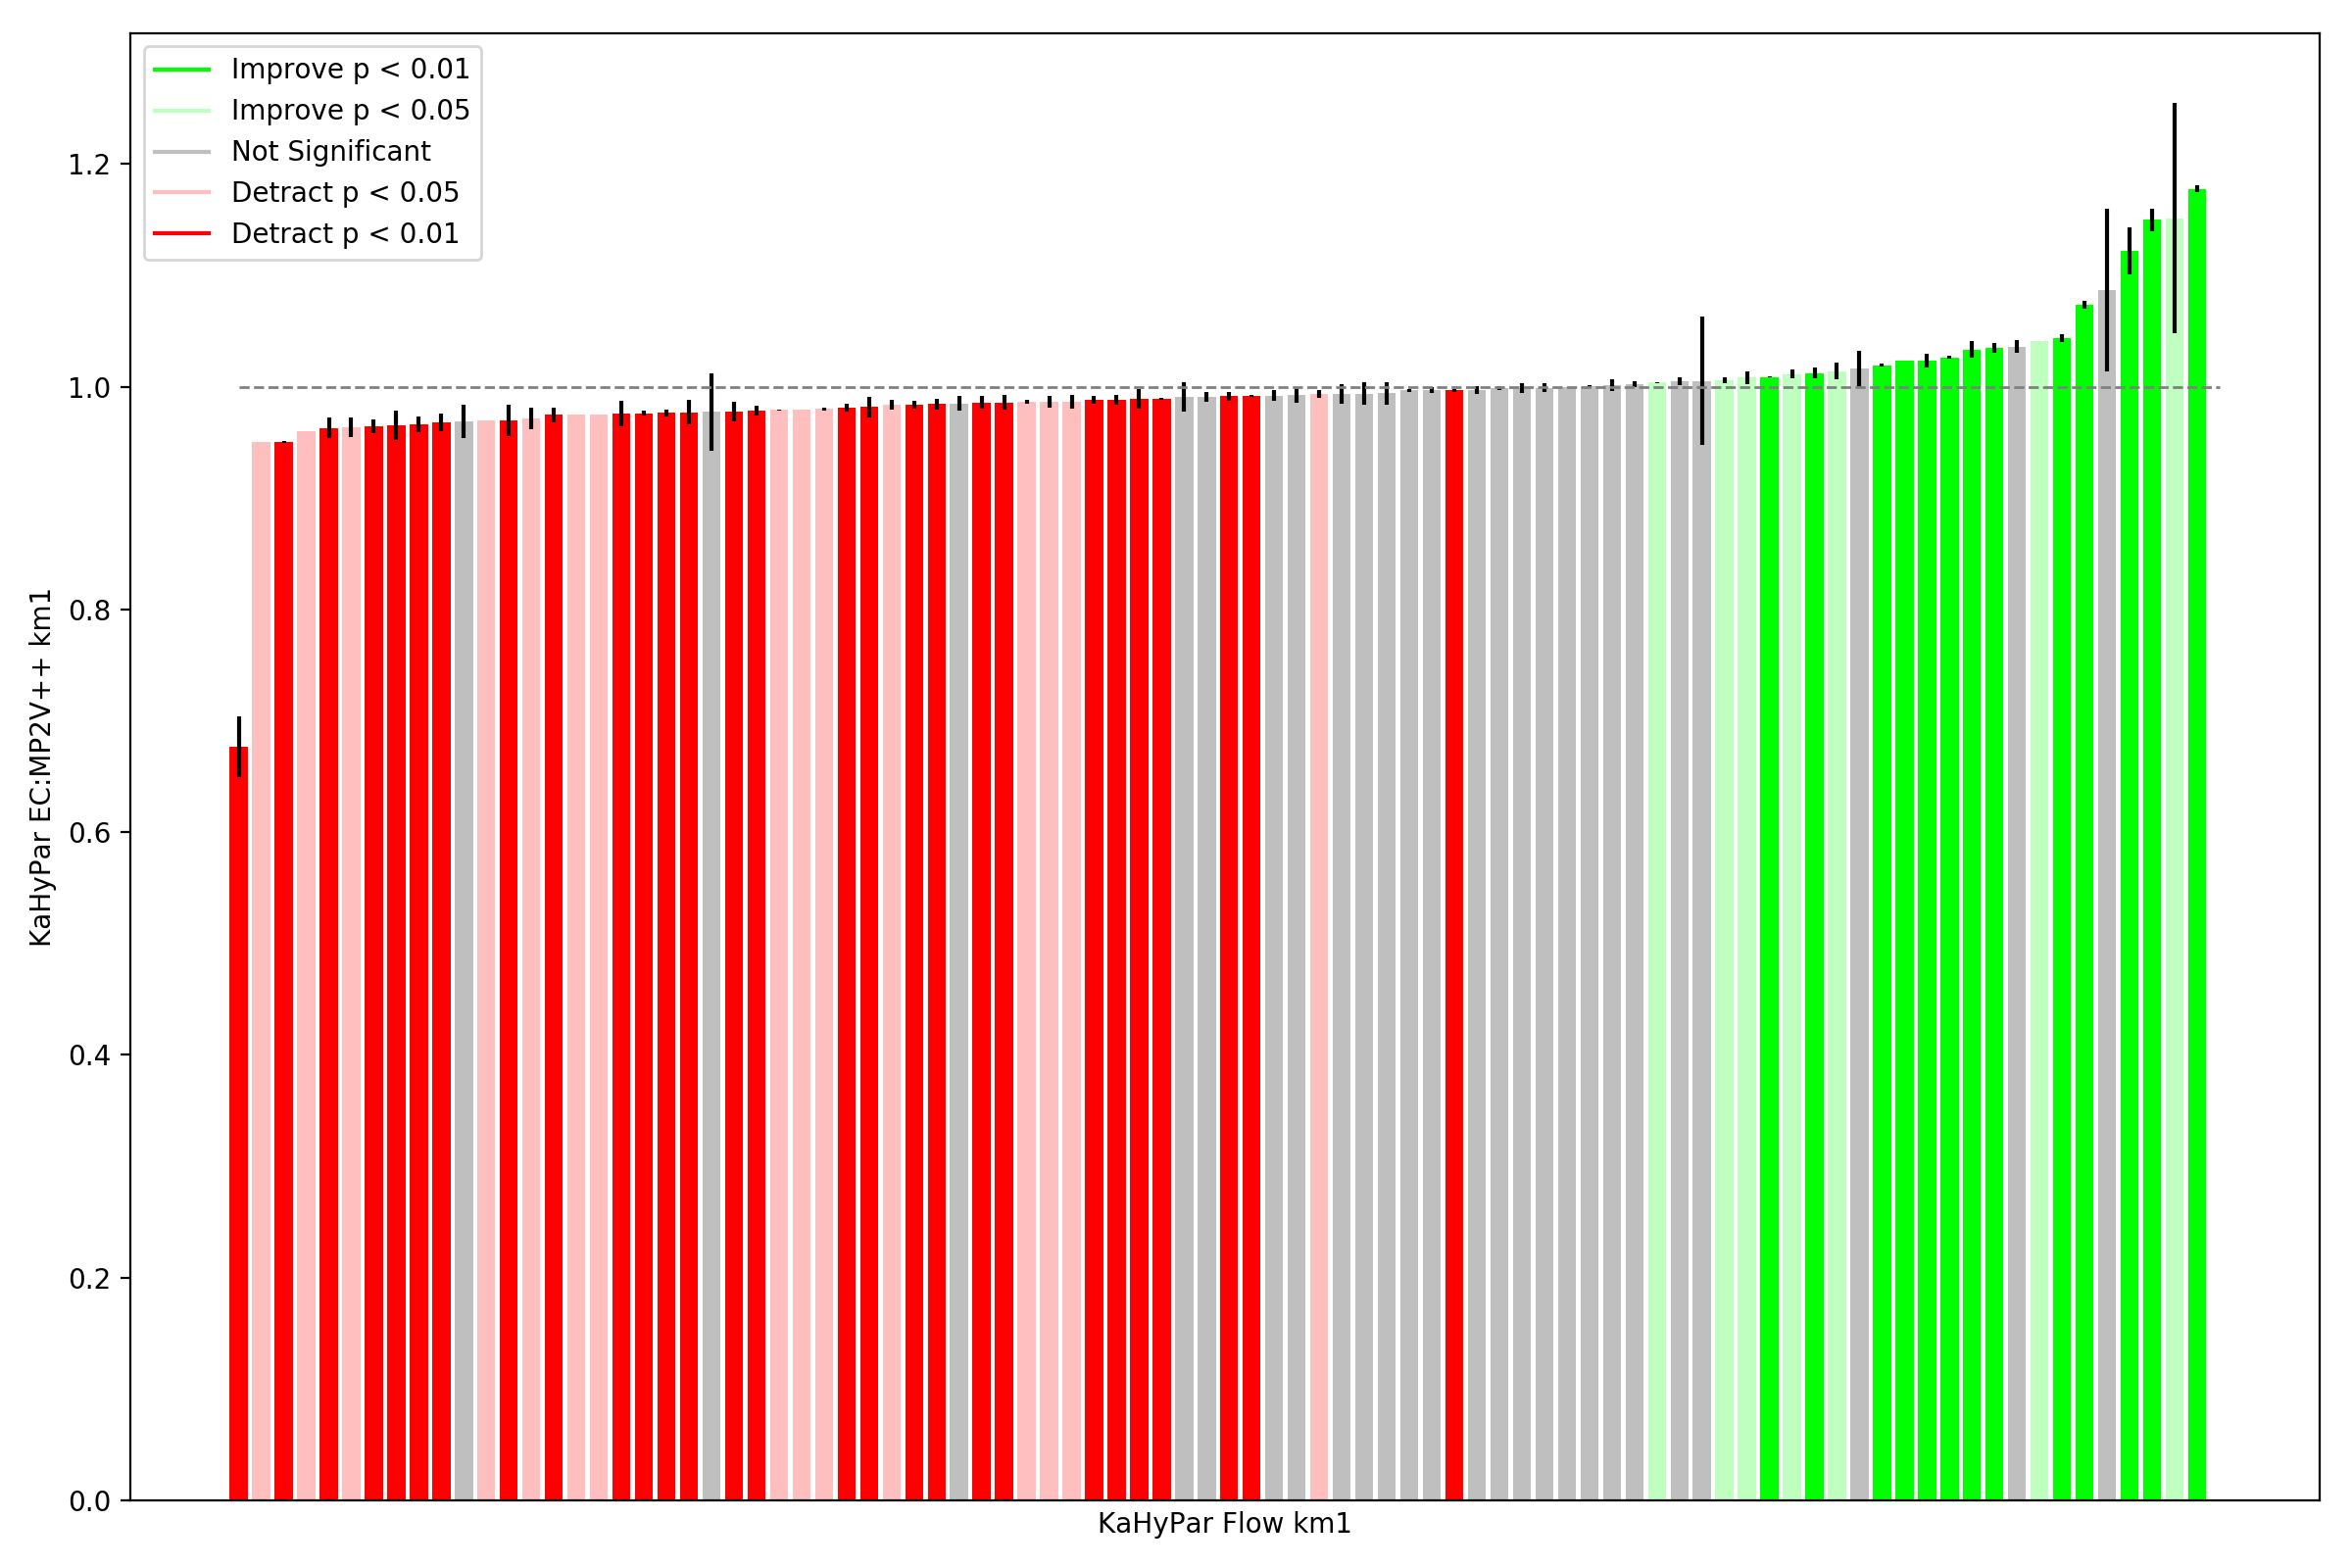 Improve p < 0.01
Improve p < 0.05
Not Significant
Detract p < 0.05
Detract p < 0.01
1.2
1.0
0.8
0.6
0.4
0.2
0.0
KaHyPar EC:MP2V++ km1
KaHyPar Flow km1